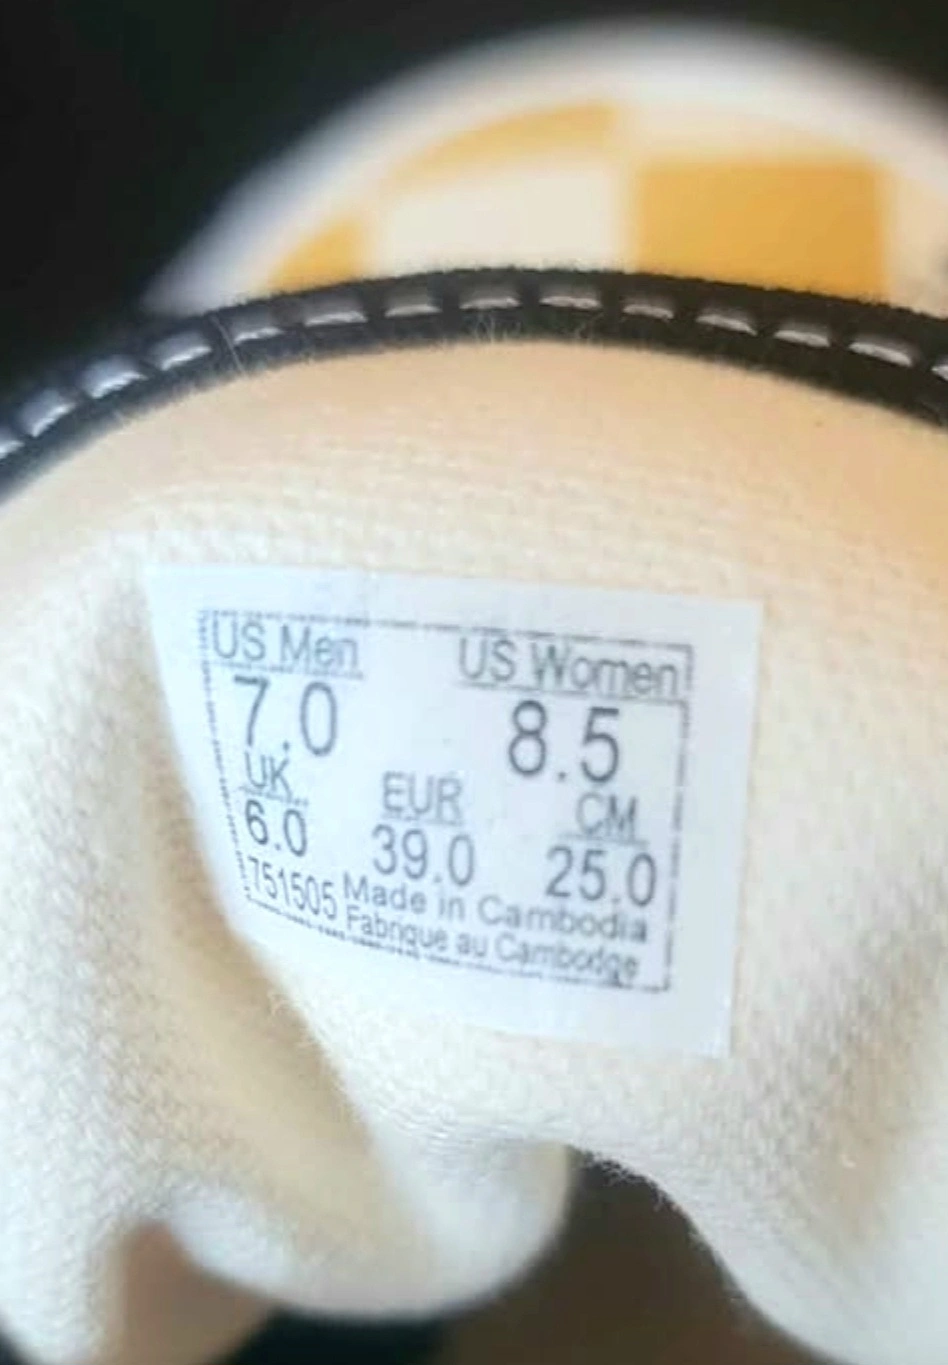 US Men US Women
7.0 8.5
UK EUR CM
6.0 39.0 25.0
751505 Made in Cambodia
Fabrique au Cambodge